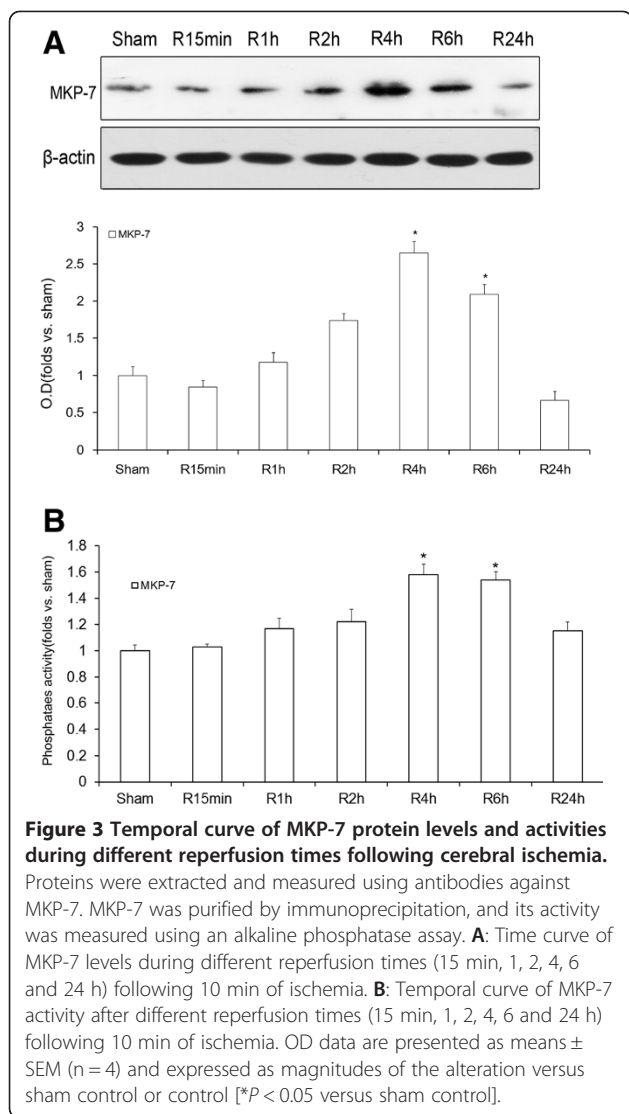 A
Sham R15min R1h R2h R4h R6h R24h
MKP-7
β-actin
3
2.5
2
1.5
1
0.5
0
O.D(folds vs. sham)
MKP-7
* *
Sham R15min R1h R2h R4h R6h R24h
B
1.8
1.6
1.4
1.2
1
0.8
0.6
0.4
0.2
0
Phosphataes activity(folds vs. sham)
MKP-7
* *
Sham R15min R1h R2h R4h R6h R24h
Figure 3 Temporal curve of MKP-7 protein levels and activities
during different reperfusion times following cerebral ischemia.
Proteins were extracted and measured using antibodies against
MKP-7. MKP-7 was purified by immunoprecipitation, and its activity
was measured using an alkaline phosphatase assay. A: Time curve of
MKP-7 levels during different reperfusion times (15 min, 1, 2, 4, 6
and 24 h) following 10 min of ischemia. B: Temporal curve of MKP-7
activity after different reperfusion times (15 min, 1, 2, 4, 6 and 24 h)
following 10 min of ischemia. OD data are presented as means ±
SEM (n = 4) and expressed as magnitudes of the alteration versus
sham control or control [*P < 0.05 versus sham control].